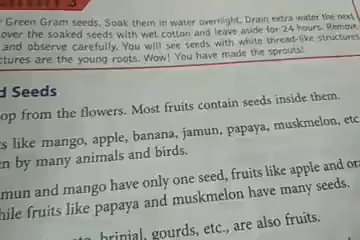 Green Gram seeds, Soak them in water overnight. Drain extra water the next
over the soaked seeds with wet cotton and leave aside for 24 hours. Remove
and observe carefully. You will see seeds with white thread-like structures
ctures are the young roots. Wow! You have made the sprouts!
d Seeds
op from the flowers. Most fruits contain seeds inside them.
s like mango, apple, banana, jamun, papaya, muskmelon, etc
n by many animals and birds.
mun and mango have only one seed, fruits like apple and ora
hile fruits like papaya and muskmelon have many seeds.
brinjal, gourds, etc., are also fruits,